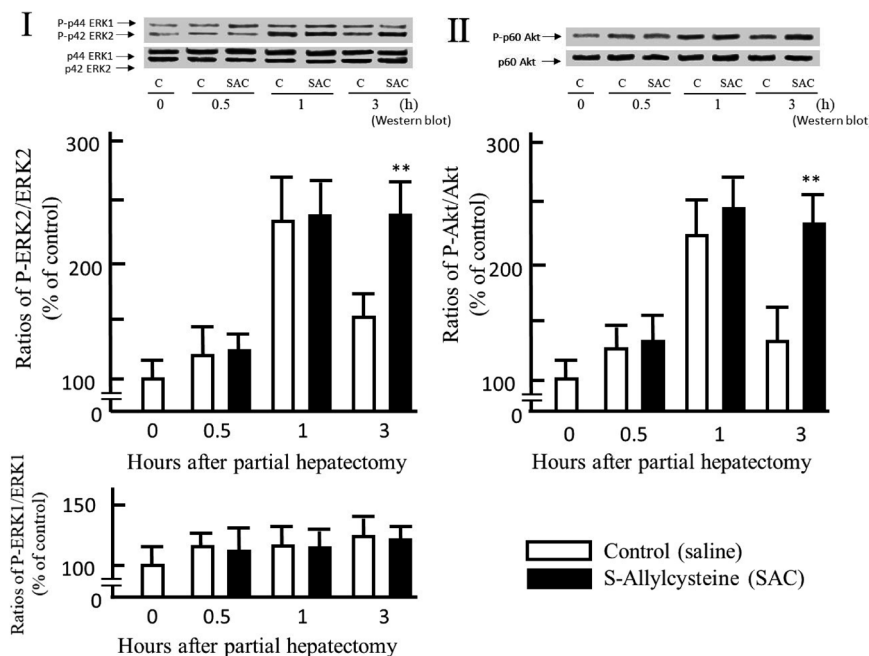 I
P-p44 ERK1
P-p42 ERK2
p44 ERK1
p42 ERK2
C C SAC C SAC C SAC
0 0.5 1 3 (h)
(Western blot)
Ratios of P-ERK2/ERK2
(% of control)
300
200
100
0
0 0.5 1 3
**
Hours after partial hepatectomy
Ratios of P-ERK1/ERK1
(% of control)
150
100
0
0 0.5 1 3
Hours after partial hepatectomy
II
P-p60 Akt
p60 Akt
C C SAC C SAC C SAC
0 0.5 1 3 (h)
(Western blot)
Ratios of P-Akt/Akt
(% of control)
300
200
100
0
0 0.5 1 3
**
Hours after partial hepatectomy
Control (saline)
S-Allylcysteine (SAC)